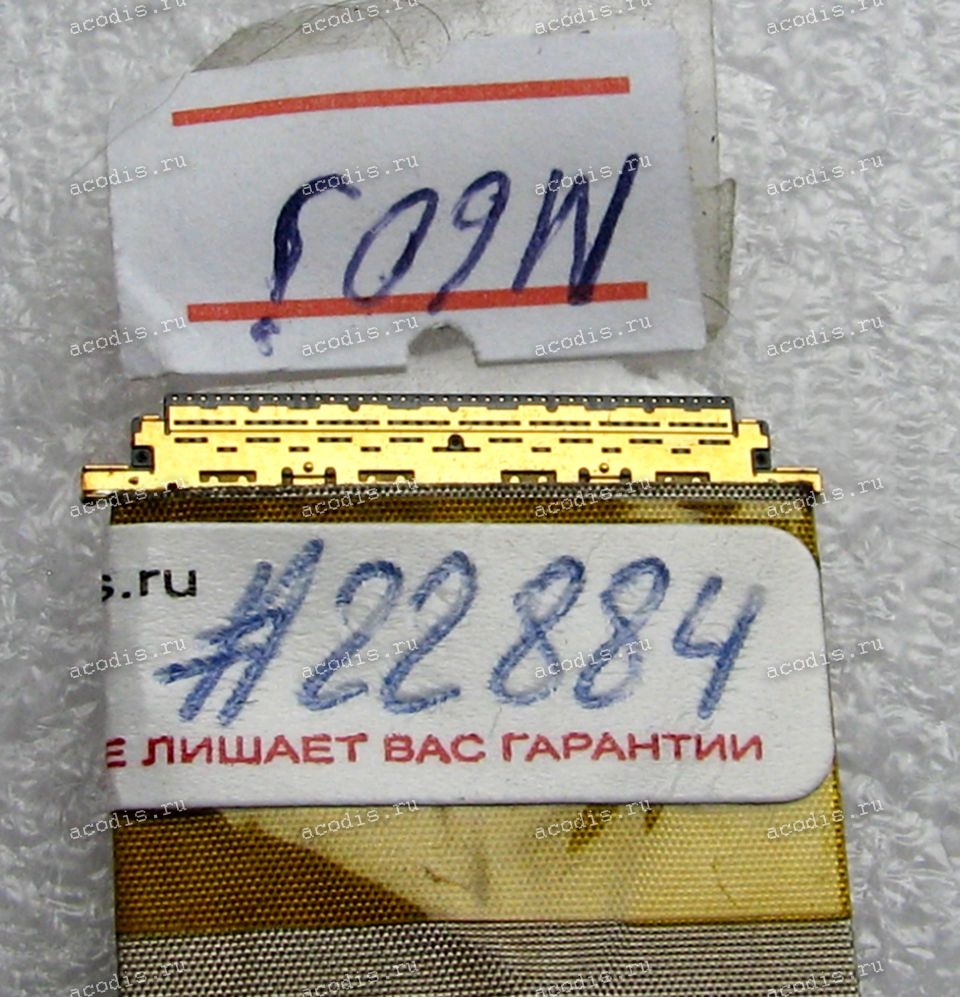 M60J
s.ru
#22884
Е ЛИШАЕТ ВАС ГАРАНТИИ
acodis.ru